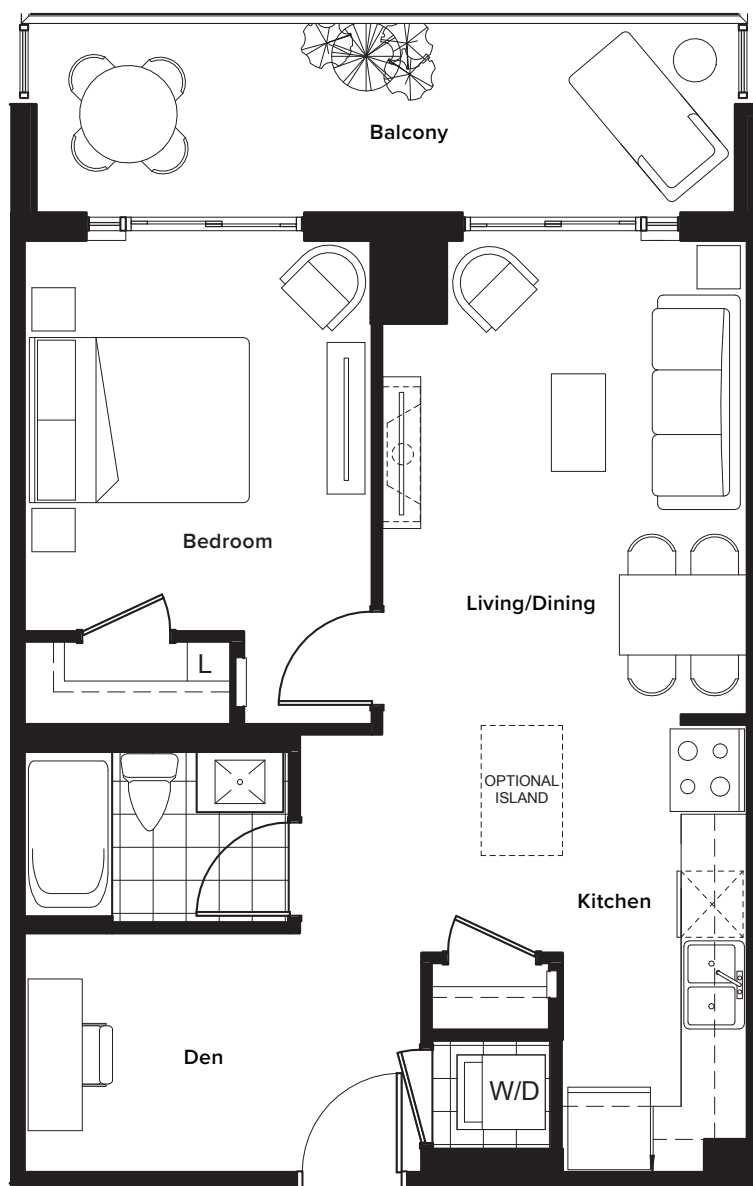 Balcony
Bedroom
Living/Dining
L
OPTIONAL
ISLAND
Kitchen
Den
W/D